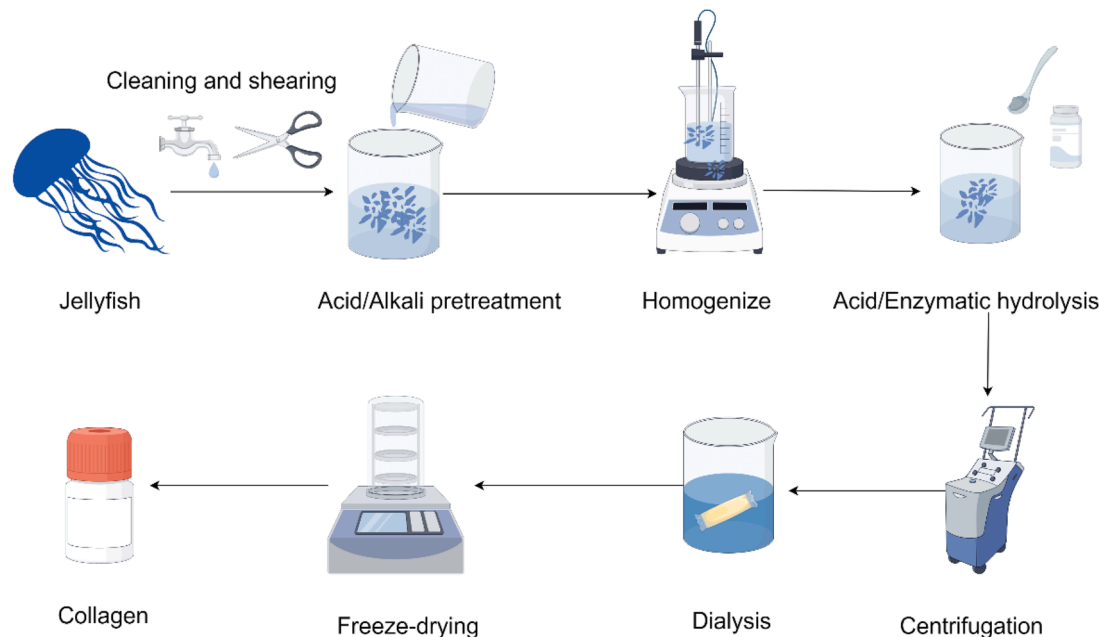 Cleaning and shearing
Jellyfish
Acid/Alkali pretreatment
Homogenize
Acid/Enzymatic hydrolysis
Collagen
Freeze-drying
Dialysis
Centrifugation